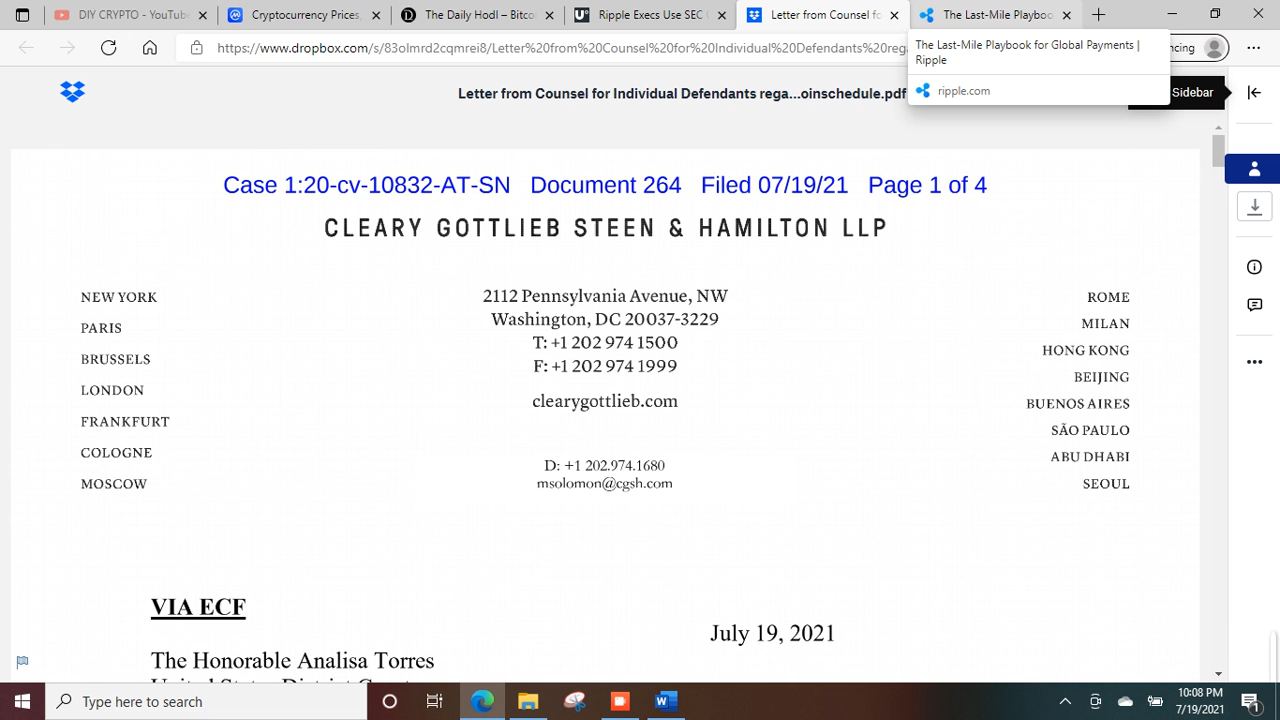 DIY CRYPTO - YouTube
Cryptocurrency Prices,
The Daily Hodl – Bitco
Ripple Execs Use SEC
Letter from Counsel for
The Last-Mile Playboo
https://www.dropbox.com/s/83olmrd2cqmrei8/Letter%20from%20Counsel%20for%20Individual%20Defendants%20rega
The Last-Mile Playbook for Global Payments |
Ripple
ripple.com
ncing
Letter from Counsel for Individual Defendants rega...oinschedule.pdf
Sidebar
Case 1:20-cv-10832-AT-SN Document 264 Filed 07/19/21 Page 1 of 4
CLEARY GOTTLIEB STEEN & HAMILTON LLP
NEW YORK
PARIS
BRUSSELS
LONDON
FRANKFURT
COLOGNE
MOSCOW
2112 Pennsylvania Avenue, NW
Washington, DC 20037-3229
T: +1 202 974 1500
F: +1 202 974 1999
clearygottlieb.com
D: +1 202.974.1680
msolomon@cgsh.com
ROME
MILAN
HONG KONG
BEIJING
BUENOS AIRES
SÃO PAULO
ABU DHABI
SEOUL
VIA ECF
July 19, 2021
The Honorable Analisa Torres
Type here to search
10:08 PM
7/19/2021
1